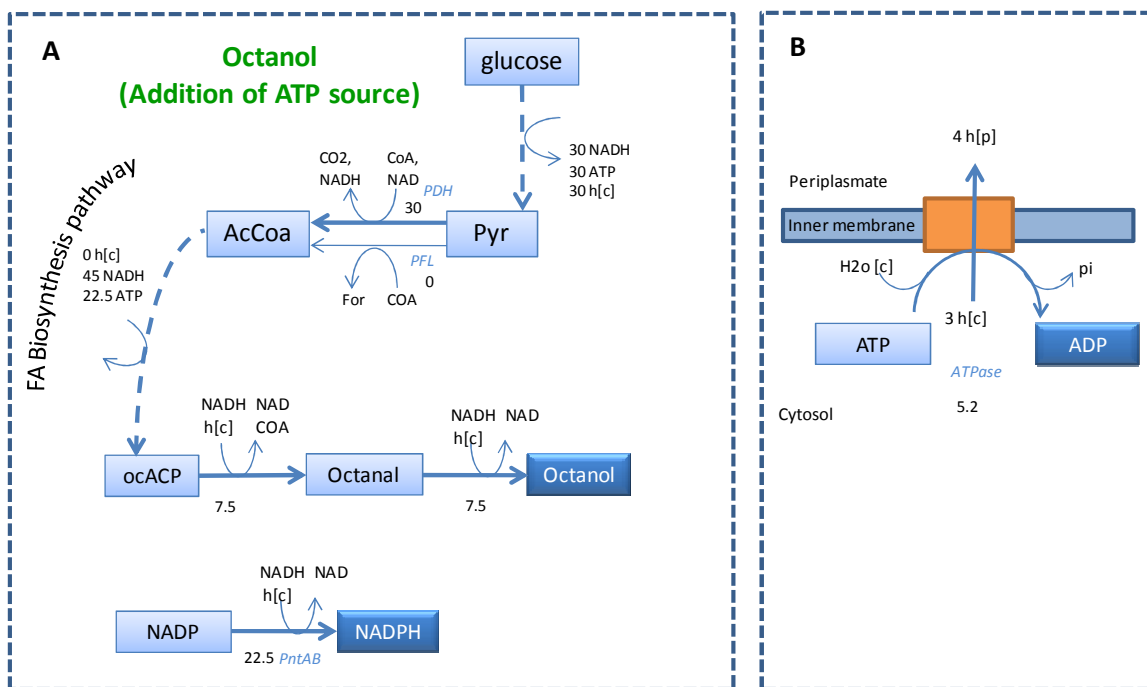 A
Octanol
(Addition of ATP source)
glucose
30 NADH
30 ATP
30 h[c]
CO2,
NADH
CoA,
NAD
PDH
30
AcCoa
Pyr
PFL
0
For
COA
FA Biosynthesis pathway
0 h[c]
45 NADH
22.5 ATP
NADH NAD
h[c] COA
NADH NAD
h[c]
ocACP
Octanal
Octanol
7.5
7.5
NADH NAD
h[c]
NADP
NADPH
22.5 PntAB
B
4 h[p]
Periplasmate
Inner membrane
H2o [c]
pi
3 h[c]
ATP
ADP
ATPase
5.2
Cytosol